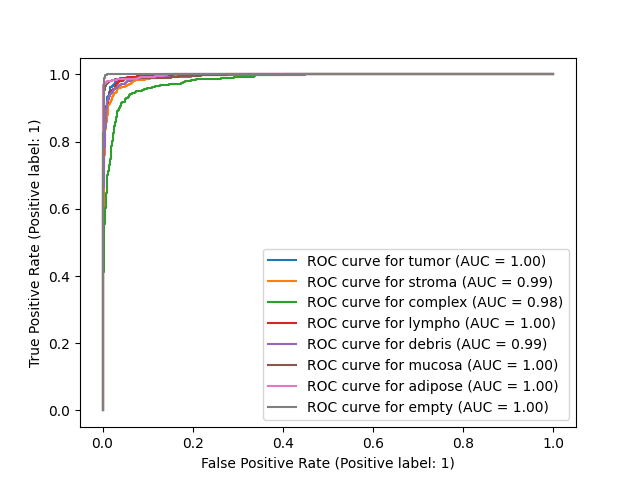 1.0
0.8
0.6
0.4
0.2
0.0
True Positive Rate (Positive label: 1)
ROC curve for tumor (AUC = 1.00)
ROC curve for stroma (AUC = 0.99)
ROC curve for complex (AUC = 0.98)
ROC curve for lympho (AUC = 1.00)
ROC curve for debris (AUC = 0.99)
ROC curve for mucosa (AUC = 1.00)
ROC curve for adipose (AUC = 1.00)
ROC curve for empty (AUC = 1.00)
0.0 0.2 0.4 0.6 0.8 1.0
False Positive Rate (Positive label: 1)